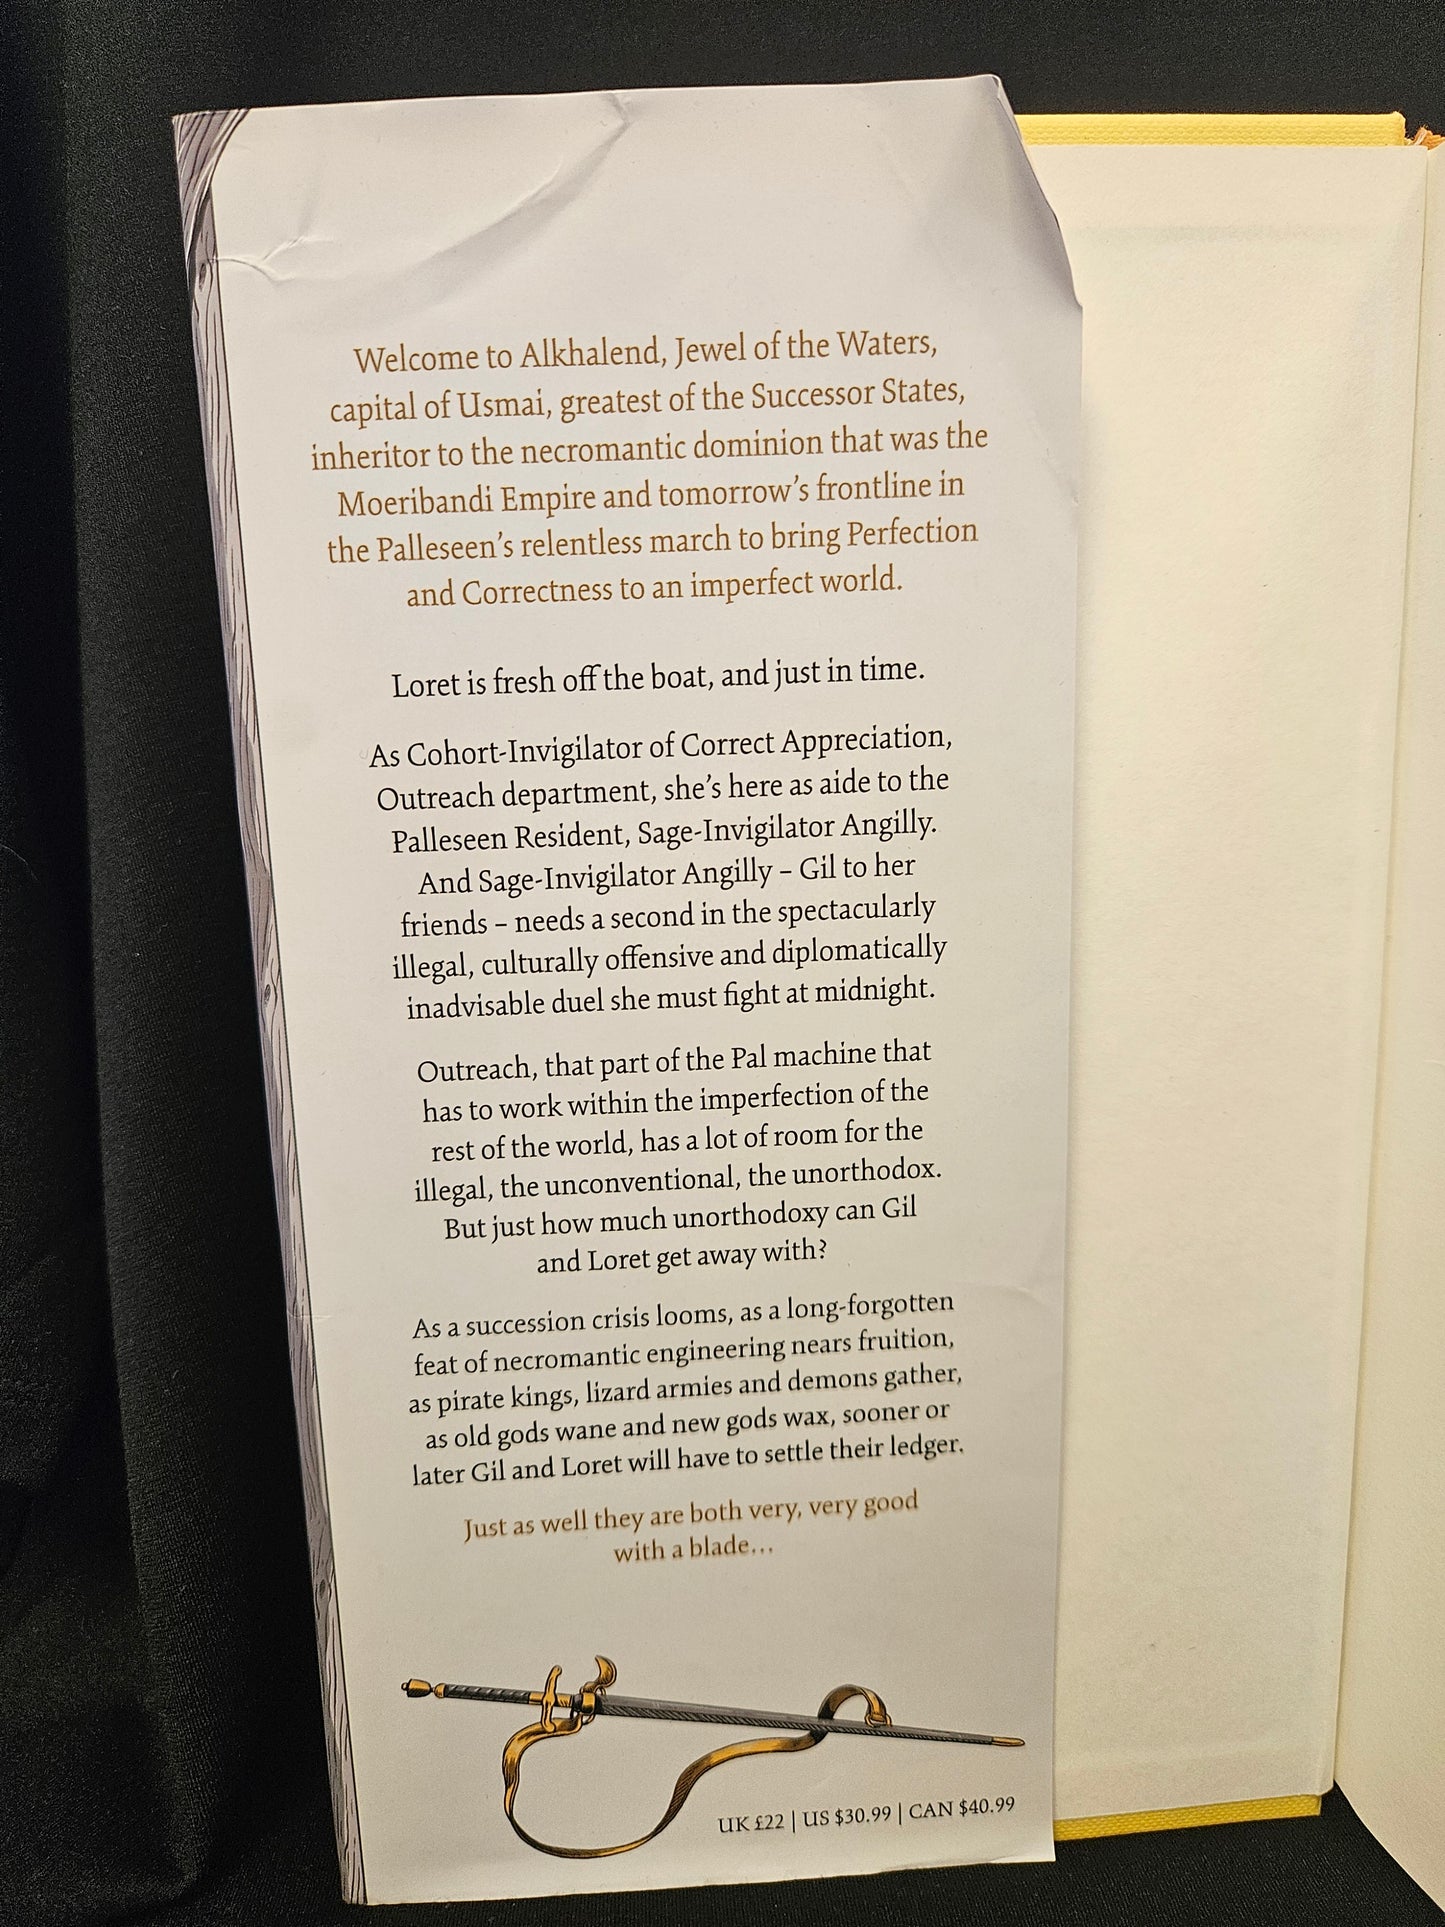 Welcome to Alkhalend, Jewel of the Waters,
capital of Usmai, greatest of the Successor States,
inheritor to the necromantic dominion that was the
Moeribandi Empire and tomorrow's frontline in
the Palleseen's relentless march to bring Perfection
and Correctness to an imperfect world.
Loret is fresh off the boat, and just in time.
As Cohort-Invigilator of Correct Appreciation,
Outreach department, she's here as aide to the
Palleseen Resident, Sage-Invigilator Angilly.
And Sage-Invigilator Angilly – Gil to her
friends – needs a second in the spectacularly
illegal, culturally offensive and diplomatically
inadvisable duel she must fight at midnight.
Outreach, that part of the Pal machine that
has to work within the imperfection of the
rest of the world, has a lot of room for the
illegal, the unconventional, the unorthodox.
But just how much unorthodoxy can Gil
and Loret get away with?
As a succession crisis looms, as a long-forgotten
feat of necromantic engineering nears fruition,
as pirate kings, lizard armies and demons gather,
as old gods wane and new gods wax, sooner or
later Gil and Loret will have to settle their ledger.
Just as well they are both very, very good
with a blade...
UK £22 | US $30.99 | CAN $40.99